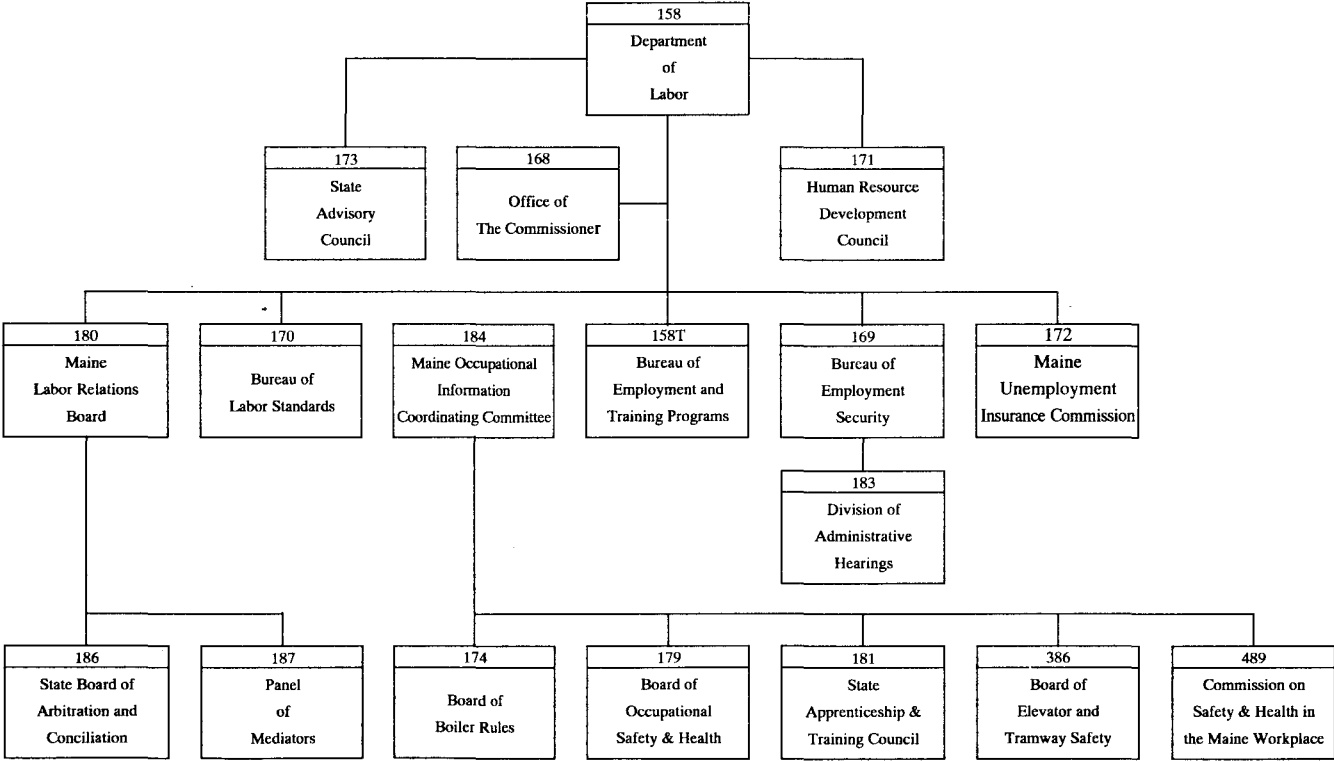 158
Department
of
Labor
173
State
Advisory
Council
168
Office of
The Commissioner
171
Human Resource
Development
Council
180
Maine
Labor Relations
Board
170
Bureau of
Labor Standards
184
Maine Occupational
Information
Coordinating Committee
158T
Bureau of
Employment and
Training Programs
169
Bureau of
Employment
Security
172
Maine
Unemployment
Insurance Commission
183
Division of
Administrative
Hearings
186
State Board of
Arbitration and
Conciliation
187
Panel
of
Mediators
174
Board of
Boiler Rules
179
Board of
Occupational
Safety & Health
181
State
Apprenticeship &
Training Council
386
Board of
Elevator and
Tramway Safety
489
Commission on
Safety & Health in
the Maine Workplace